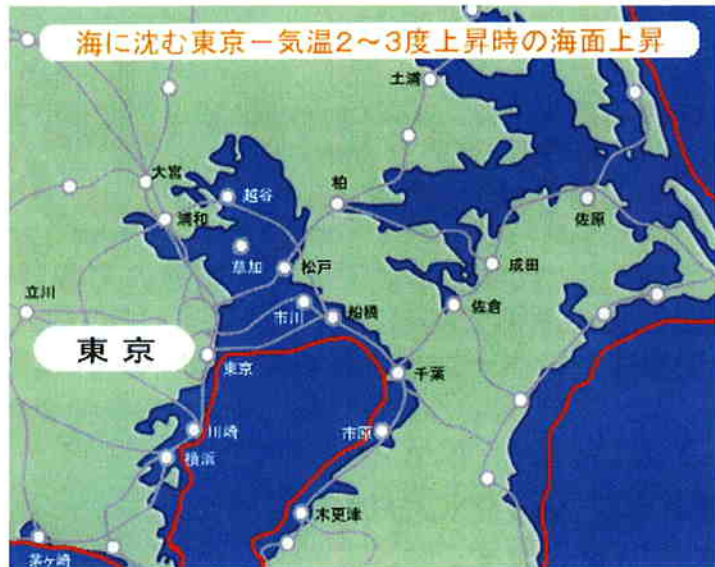 海に沈む東京－気温2～3度上昇時の海面上昇
土浦
大宮
越谷
柏
浦和
佐原
草加
松戸
成田
立川
市川
船橋
佐倉
東京
東京
千葉
川崎
市原
横浜
木更津
茅ヶ崎